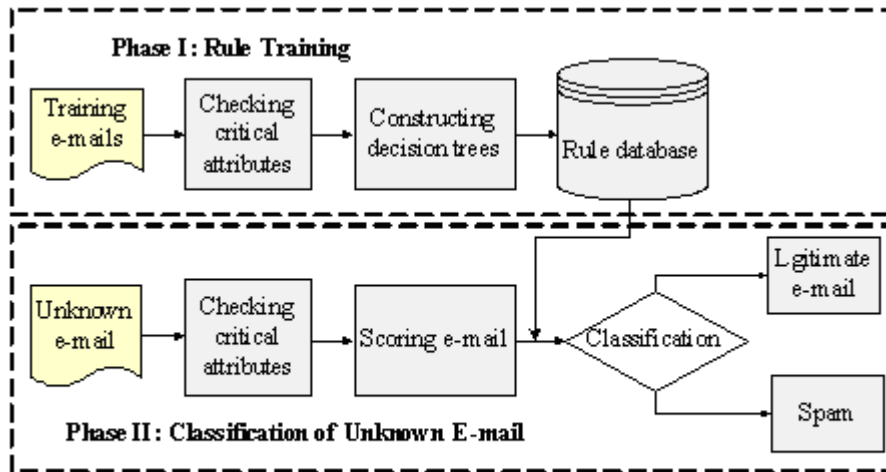 Phase I: Rule Training
Training
e-mails
Checking
critical
attributes
Constructing
decision trees
Rule database
Unknown
e-mail
Checking
critical
attributes
Scoring e-mail
Classification
Lgitimate
e-mail
Spam
Phase II: Classification of Unknown E-mail